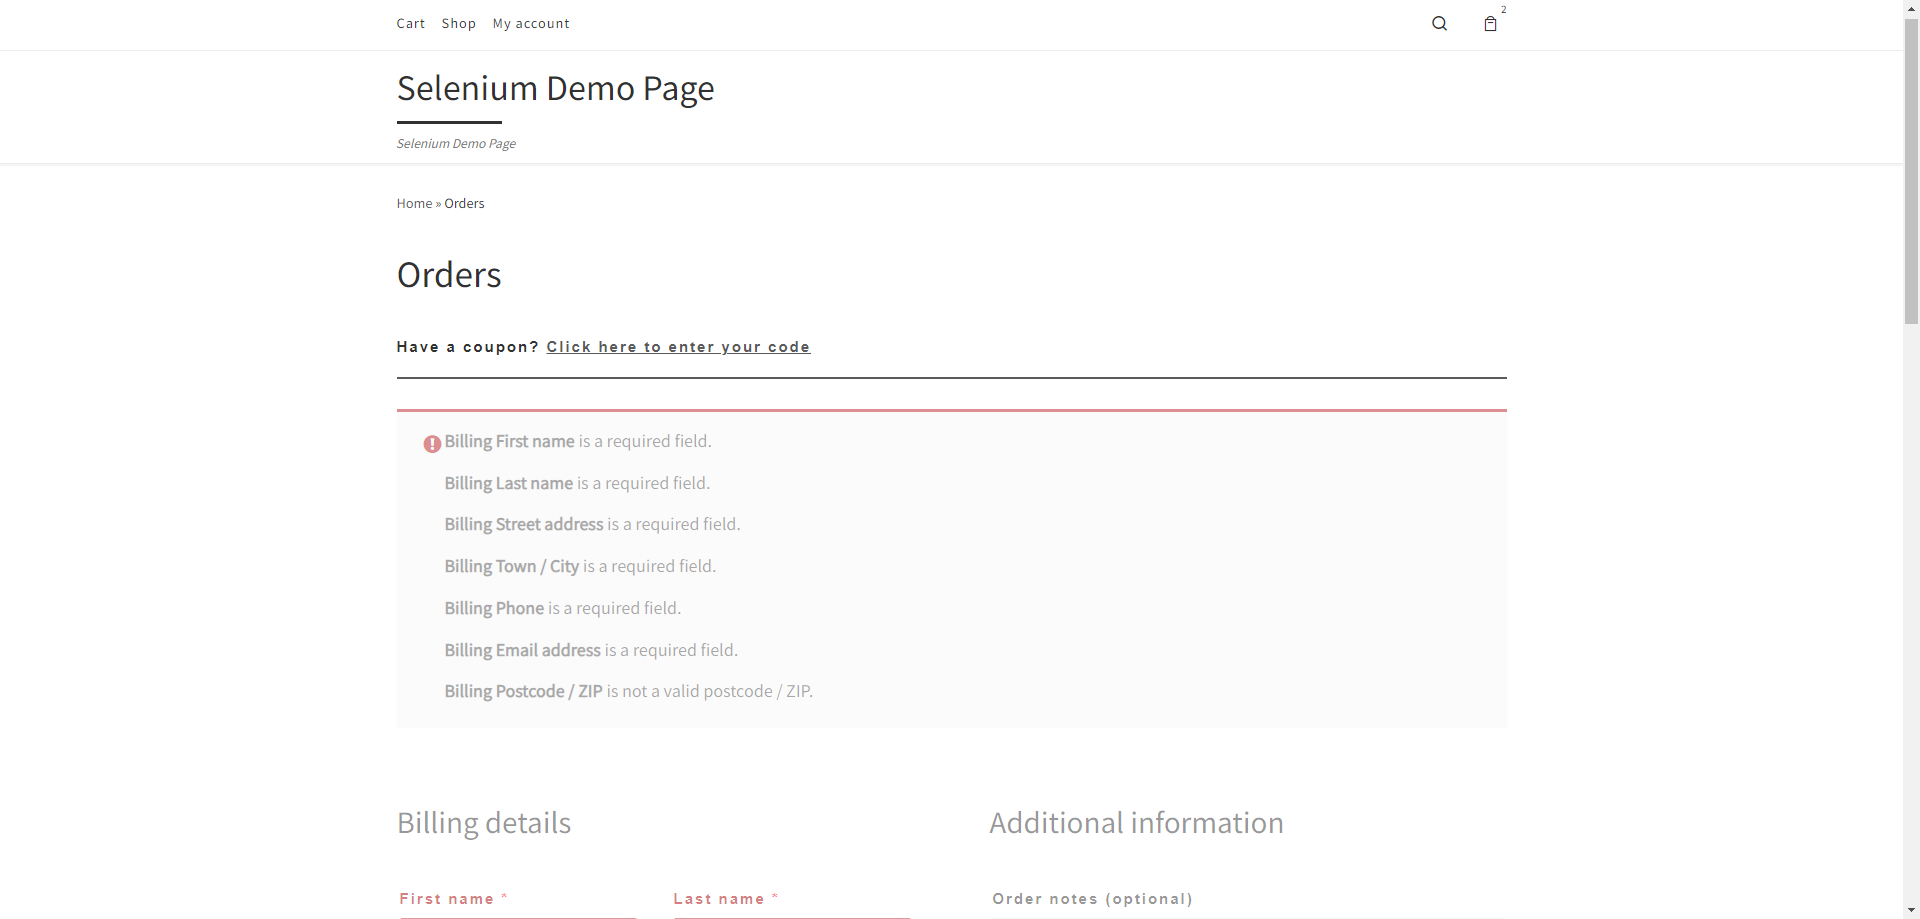 Cart Shop My account
2
Selenium Demo Page
Selenium Demo Page
Home » Orders
Orders
Have a coupon? Click here to enter your code
Billing First name is a required field.
Billing Last name is a required field.
Billing Street address is a required field.
Billing Town / City is a required field.
Billing Phone is a required field.
Billing Email address is a required field.
Billing Postcode / ZIP is not a valid postcode / ZIP.
Billing details
Additional information
First name *
Last name *
Order notes (optional)